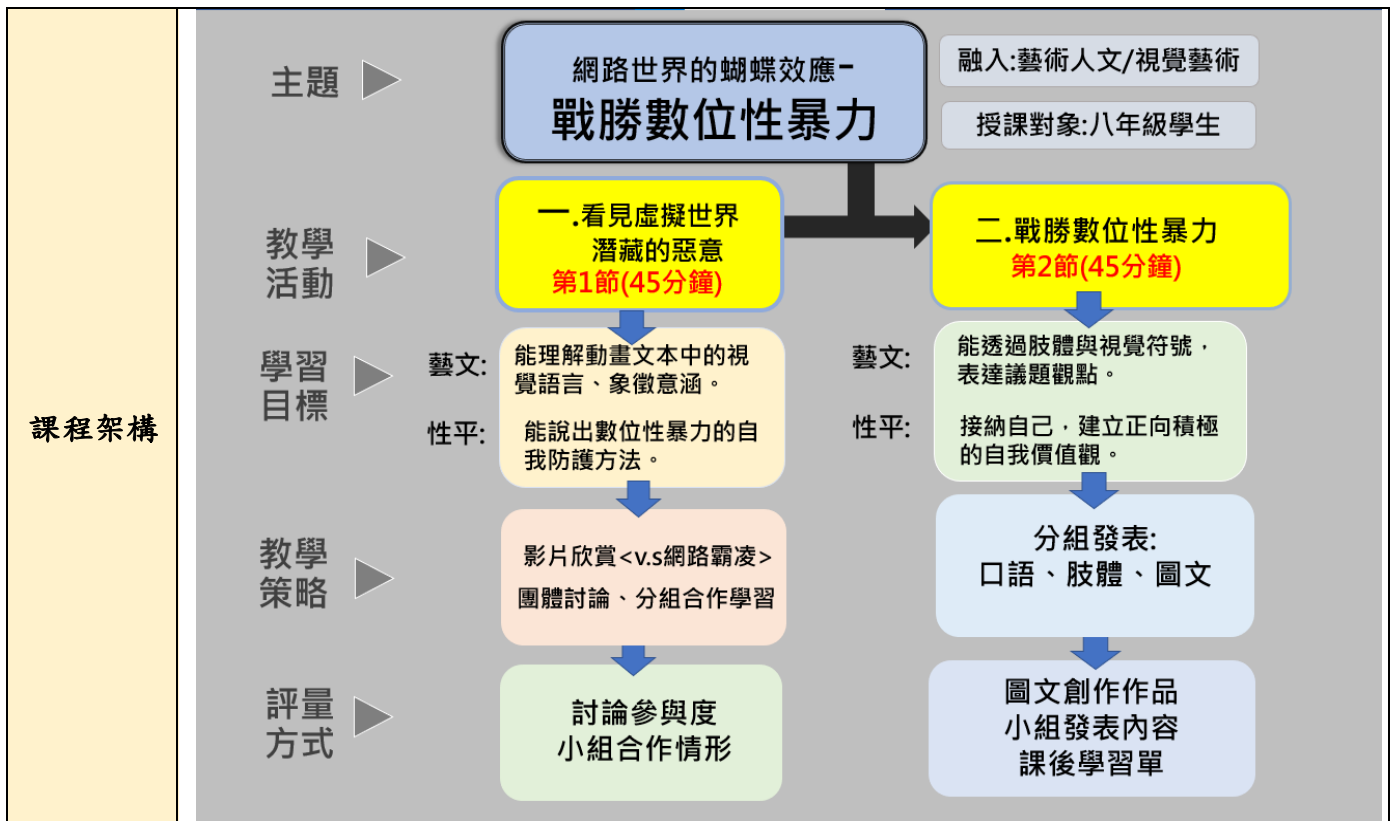 課程架構
主題
網路世界的蝴蝶效應-
戰勝數位性暴力
融入:藝術人文/視覺藝術
授課對象:八年級學生
教學
活動
一.看見虛擬世界
潛藏的惡意
第1節(45分鐘)
二.戰勝數位性暴力
第2節(45分鐘)
學習
目標
藝文:
能理解動畫文本中的視
覺語言、象徵意涵。
性平:
能說出數位性暴力的自
我防護方法。
藝文:
能透過肢體與視覺符號，
表達議題觀點。
性平:
接納自己，建立正向積極
的自我價值觀。
教學
策略
影片欣賞<v.s網路霸凌>
團體討論、分組合作學習
分組發表:
口語、肢體、圖文
評量
方式
討論參與度
小組合作情形
圖文創作作品
小組發表內容
課後學習單